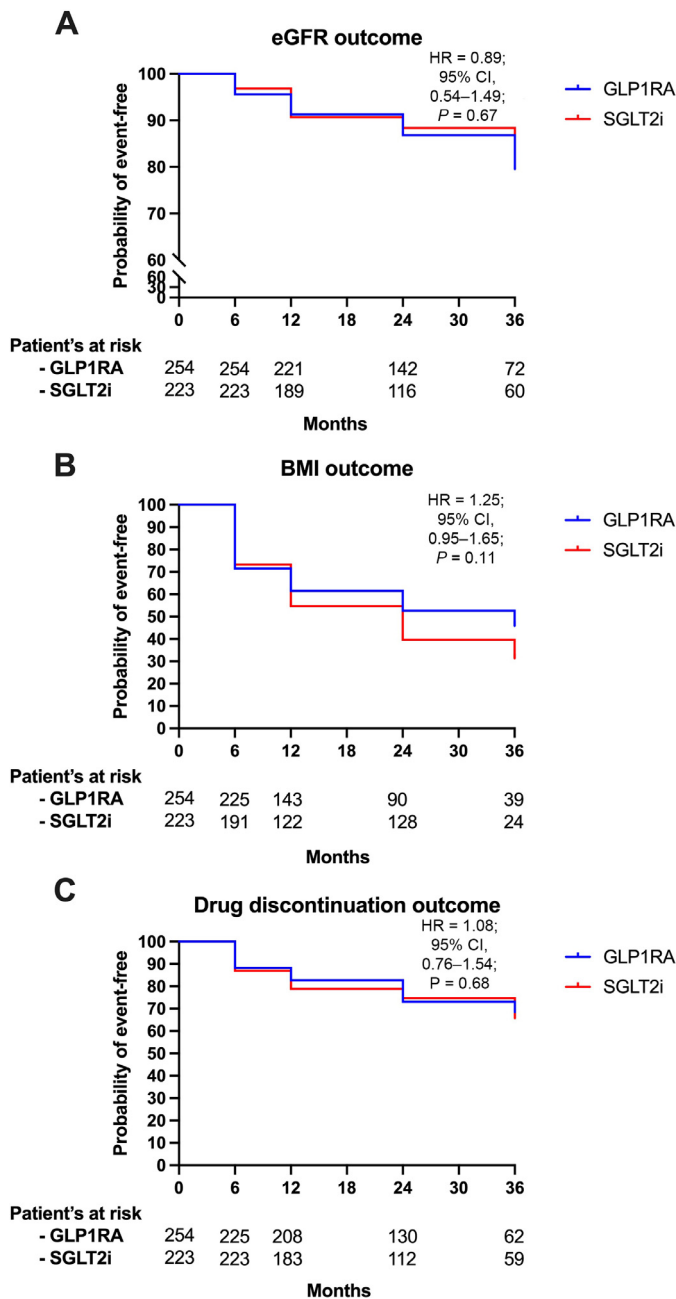 A
eGFR outcome
HR = 0.89;
95% CI,
0.54–1.49;
P = 0.67
GLP1RA
SGLT2i
Probability of event-free
100
90
80
70
60
60
30
0
0 6 12 18 24 30 36
Patient's at risk
- GLP1RA 254 254 221 142 72
- SGLT2i 223 223 189 116 60
Months
B
BMI outcome
HR = 1.25;
95% CI,
0.95–1.65;
P = 0.11
GLP1RA
SGLT2i
Probability of event-free
100
90
80
70
60
50
40
30
20
10
0
0 6 12 18 24 30 36
Patient's at risk
- GLP1RA 254 225 143 90 39
- SGLT2i 223 191 122 128 24
Months
C
Drug discontinuation outcome
HR = 1.08;
95% CI,
0.76–1.54;
P = 0.68
GLP1RA
SGLT2i
Probability of event-free
100
90
80
70
60
50
40
30
20
10
0
0 6 12 18 24 30 36
Patient's at risk
- GLP1RA 254 225 208 130 62
- SGLT2i 223 223 183 112 59
Months